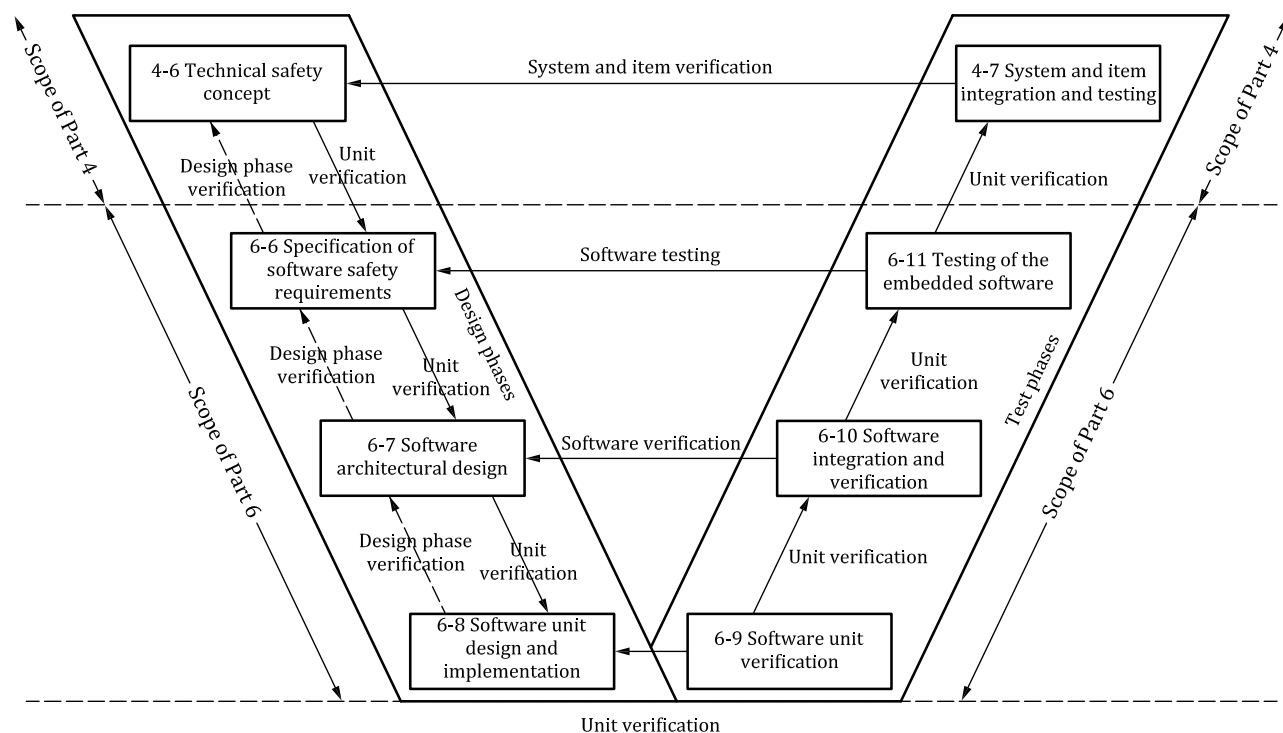 Scope of Part 4
4-6 Technical safety
concept
System and item verification
4-7 System and item
integration and testing
Scope of Part 4
Design phase
verification
Unit
verification
Unit verification
6-6 Specification of
software safety
requirements
Software testing
6-11 Testing of the
embedded software
Design phases
Test phases
Design phase
verification
Unit
verification
Unit
verification
Scope of Part 6
6-7 Software
architectural design
Software verification
6-10 Software
integration and
verification
Scope of Part 6
Design phase
verification
Unit
verification
Unit verification
6-8 Software unit
design and
implementation
6-9 Software unit
verification
Unit verification